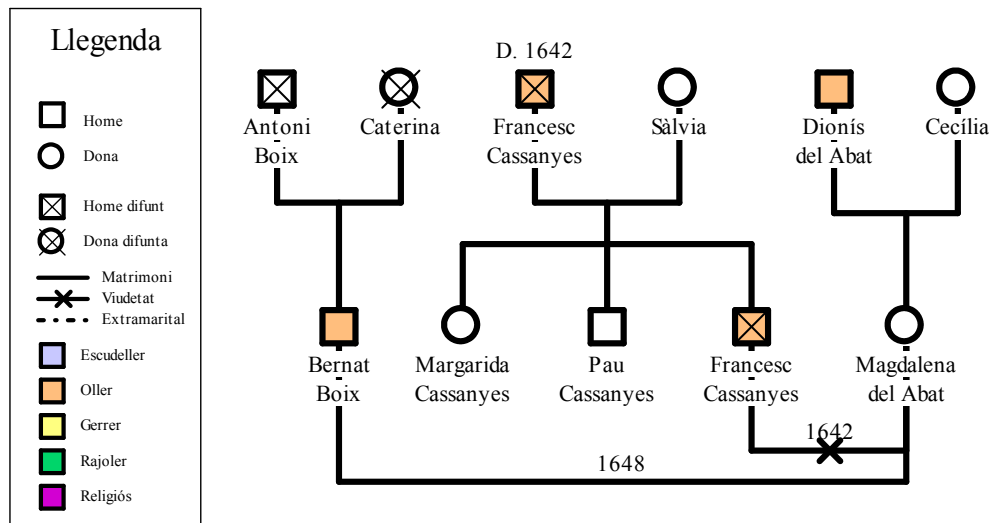 Llegenda
Home
Dona
Home difunt
Dona difunta
Matrimoni
Viudetat
Extramarital
Escudeller
Oller
Gerrer
Rajoler
Religiós
D. 1642
Antoni
Boix
Caterina
Francesc
Cassanyes
Sàlvia
Dionís
del Abat
Cecília
Bernat
Boix
Margarida
Cassanyes
Pau
Cassanyes
Francesc
Cassanyes
Magdalena
del Abat
1642
1648